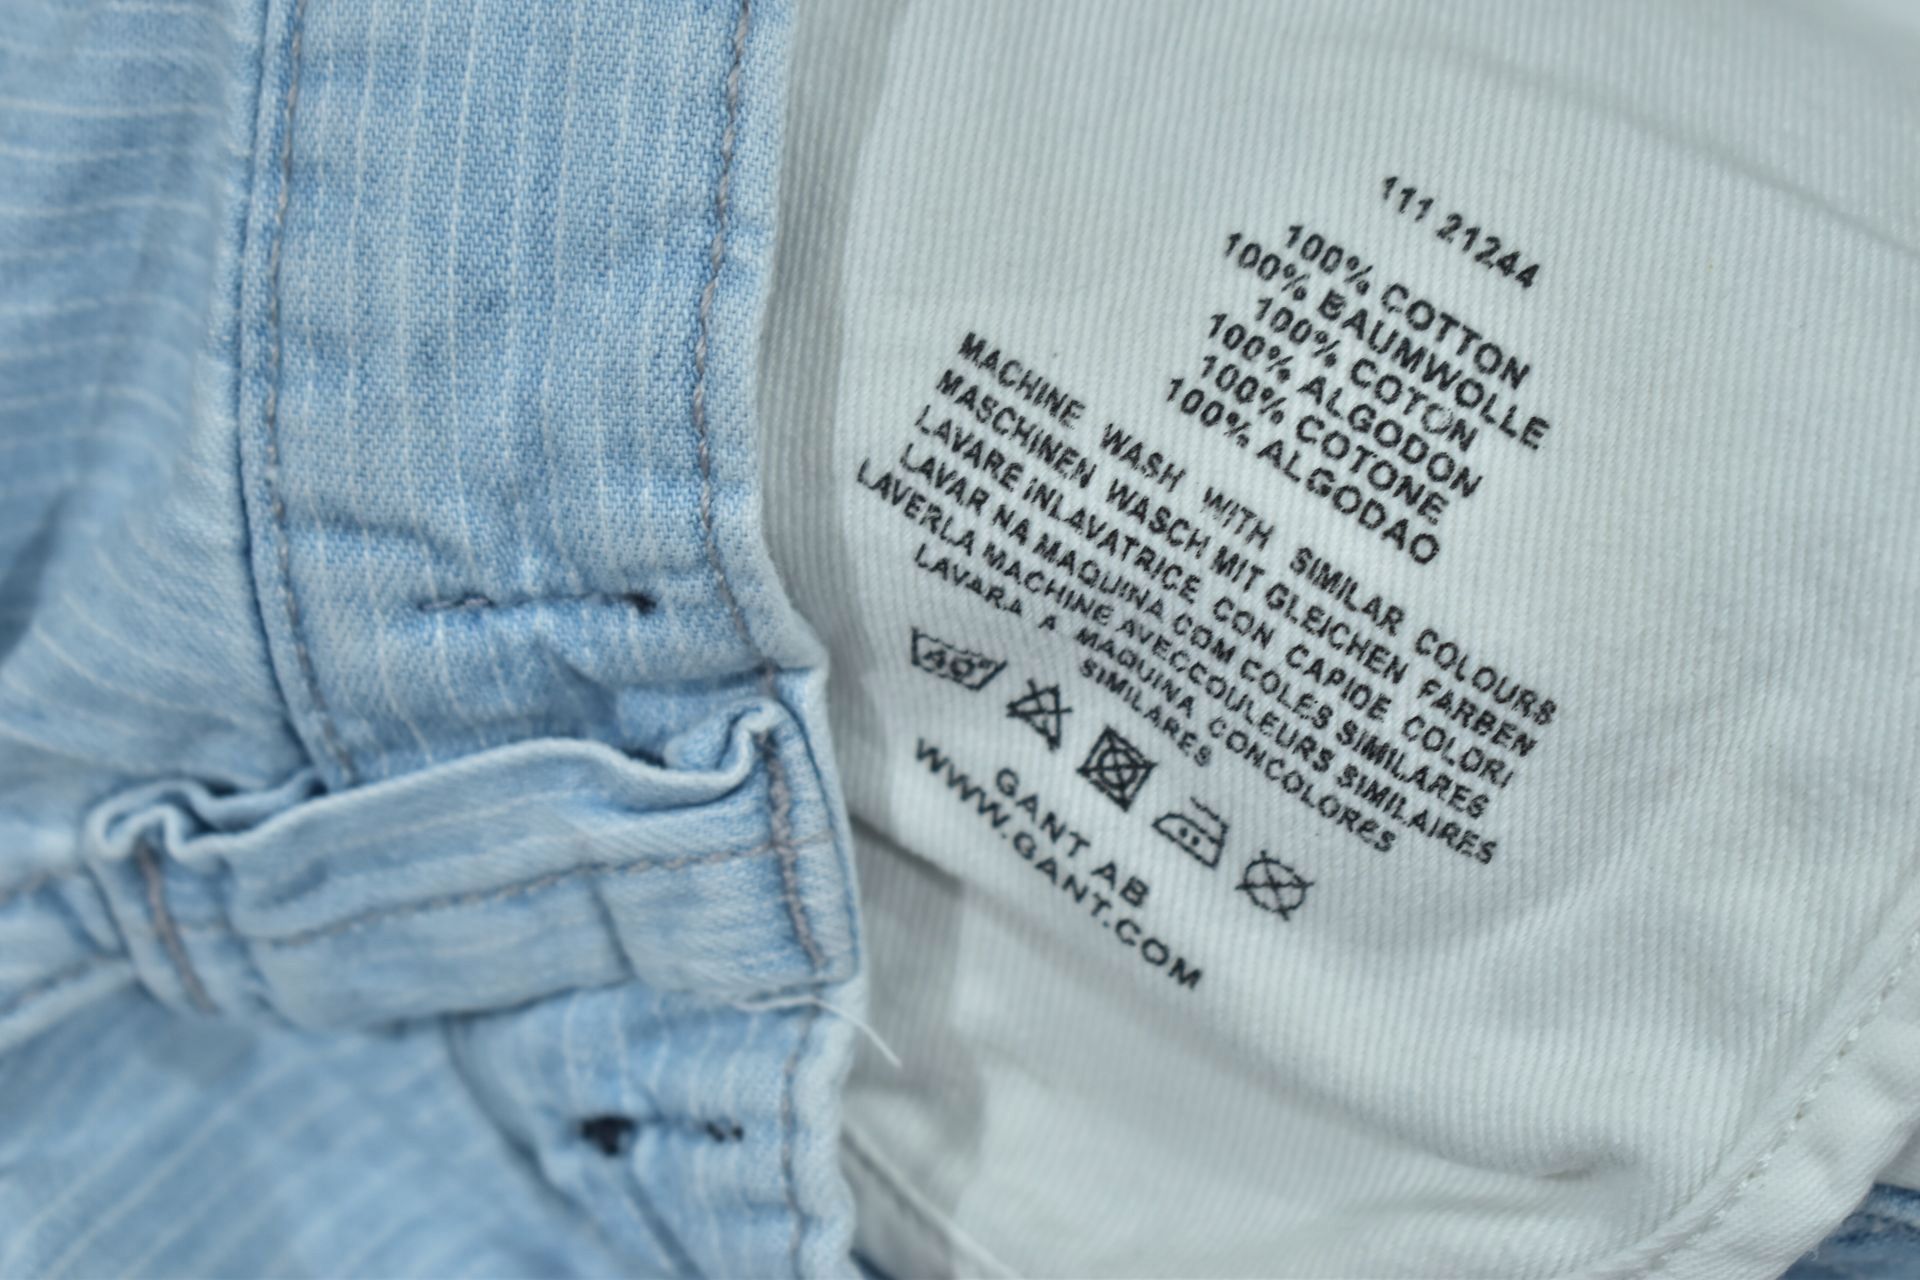 111 21244
100% COTTON
100% BAUMWOLLE
100% COTON
100% ALGODON
100% COTONE
100% ALGODAO
MACHINE WASH WITH SIMILAR COLOURS
MASCHINEN WASCH MIT GLEICHEN FARBEN
LAVARE INLAVATRICE CON CAPIDE COLORI
LAVAR NA MAQUINA COM COLES SIMILARES
LAVERLA MACHINE AVECCOULEURS SIMILAIRES
LAVARA A MAQUINA CONCOLORES
SIMILARES
40°
GANT AB
WWW.GANT.COM